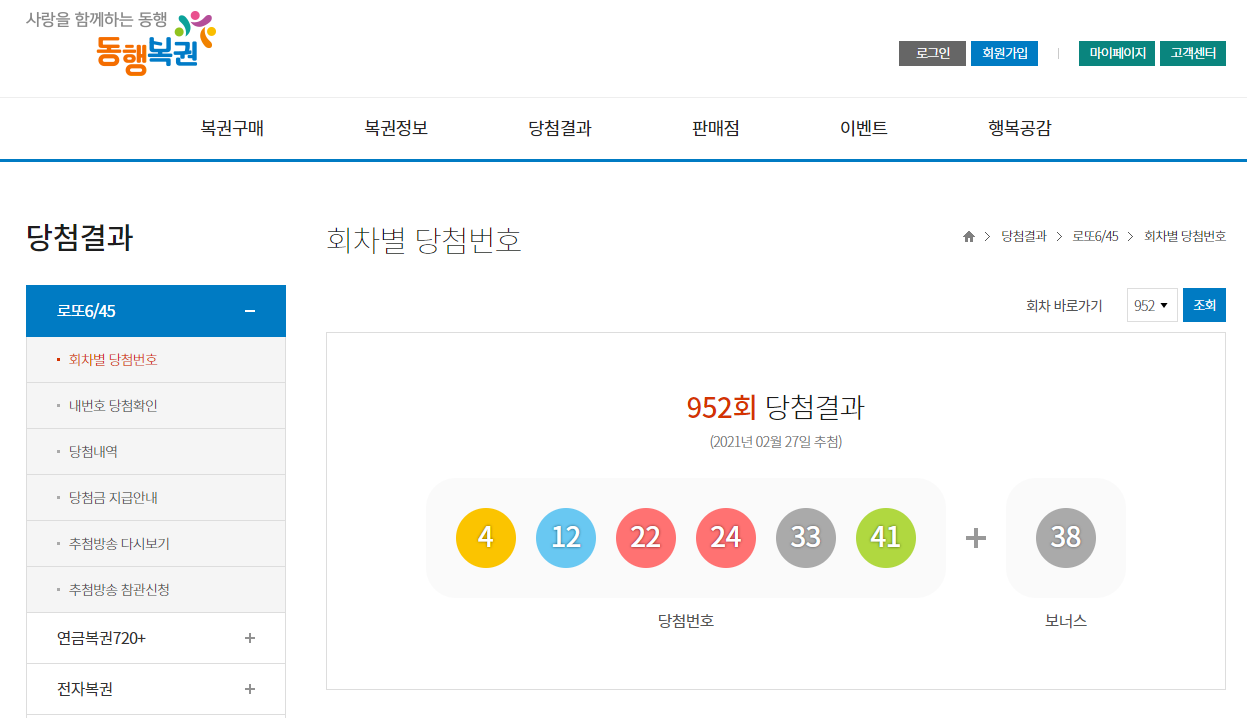 사랑을 함께하는 동행
동행복권
로그인 회원가입 마이페이지 고객센터
복권구매 복권정보 당첨결과 판매점 이벤트 행복공감
당첨결과
회차별 당첨번호
당첨결과 로또6/45 회차별 당첨번호
로또6/45
회차별 당첨번호
내번호 당첨확인
당첨내역
당첨금 지급안내
추첨방송 다시보기
추첨방송 참관신청
연금복권720+
전자복권
회차 바로가기 952 조회
952회 당첨결과
(2021년 02월 27일 추첨)
4 12 22 24 33 41 + 38
당첨번호 보너스